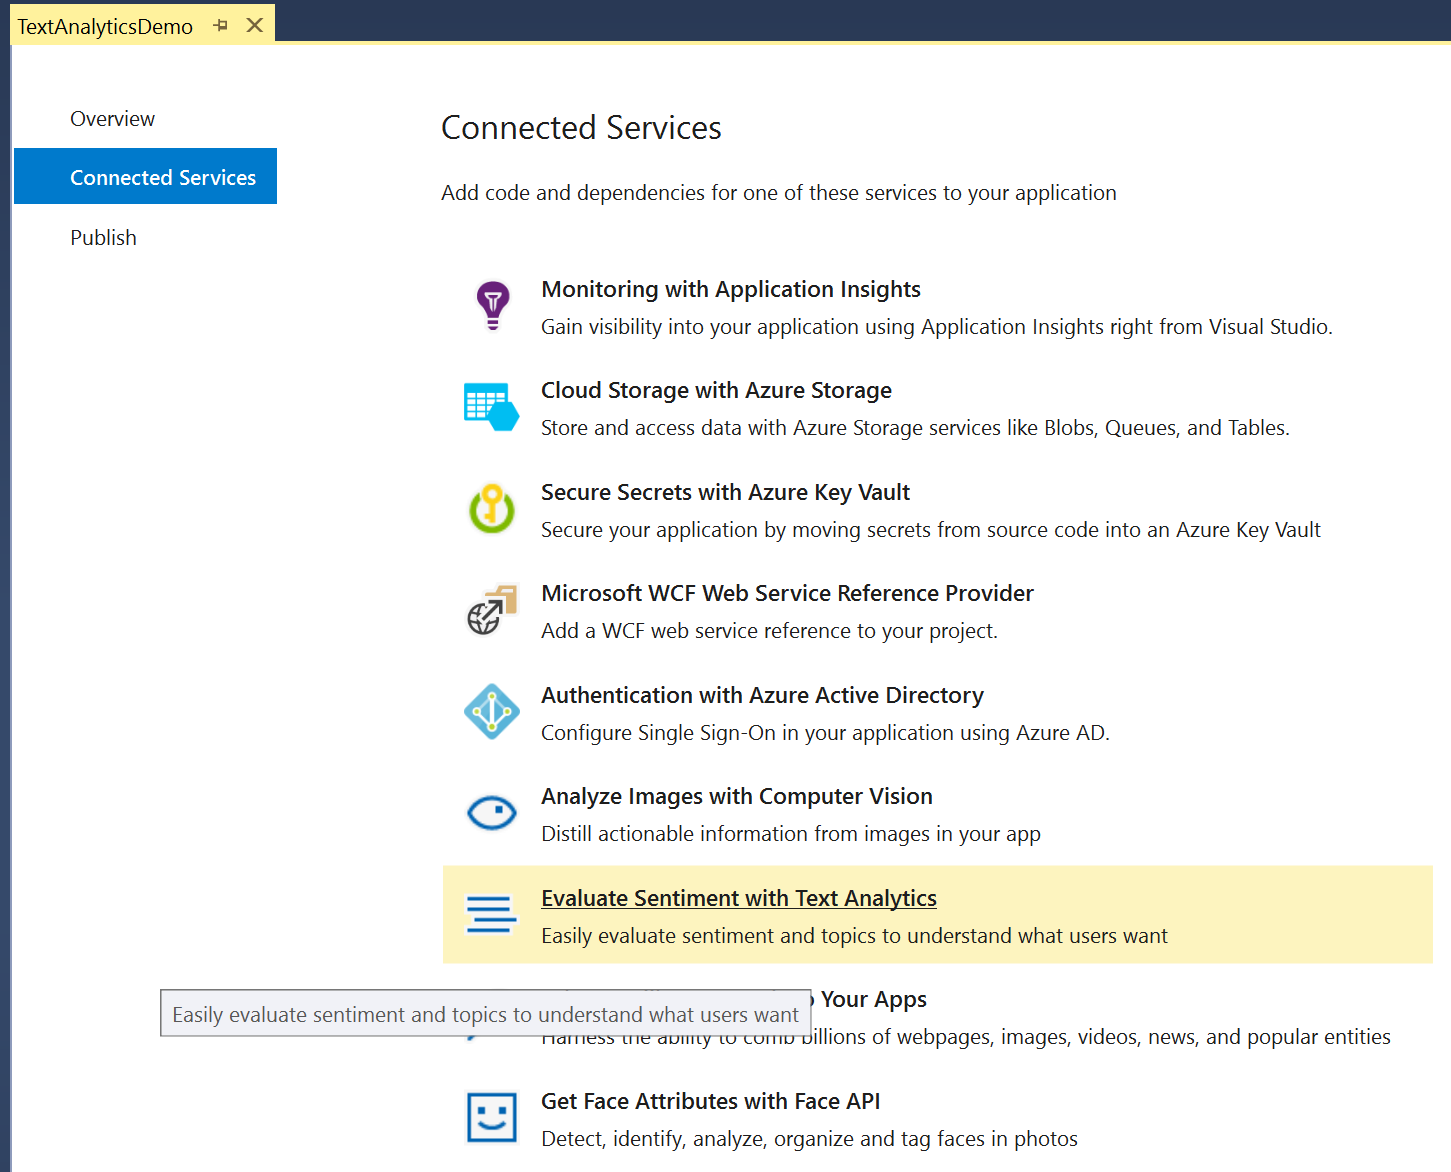 TextAnalyticsDemo
Overview
Connected Services
Publish
Connected Services
Add code and dependencies for one of these services to your application
Monitoring with Application Insights
Gain visibility into your application using Application Insights right from Visual Studio.
Cloud Storage with Azure Storage
Store and access data with Azure Storage services like Blobs, Queues, and Tables.
Secure Secrets with Azure Key Vault
Secure your application by moving secrets from source code into an Azure Key Vault
Microsoft WCF Web Service Reference Provider
Add a WCF web service reference to your project.
Authentication with Azure Active Directory
Configure Single Sign-On in your application using Azure AD.
Analyze Images with Computer Vision
Distill actionable information from images in your app
Evaluate Sentiment with Text Analytics
Easily evaluate sentiment and topics to understand what users want
Your Apps
Easily evaluate sentiment and topics to understand what users want
Harness the ability to comb billions of webpages, images, videos, news, and popular entities
Get Face Attributes with Face API
Detect, identify, analyze, organize and tag faces in photos